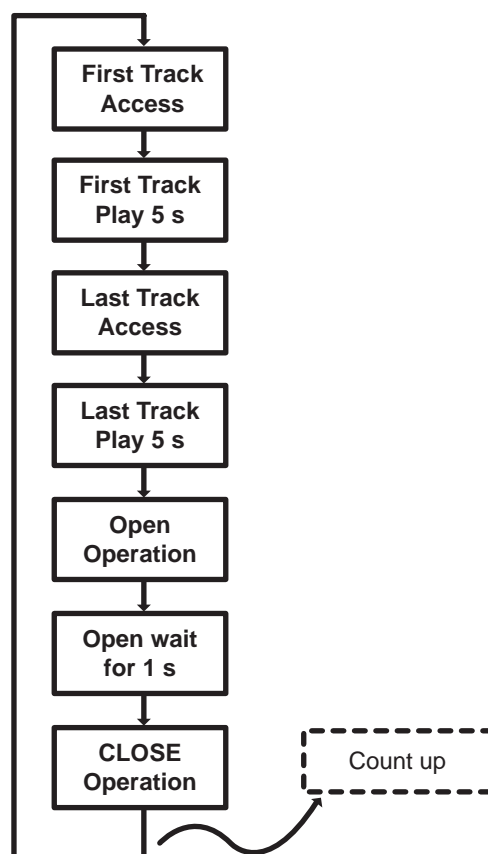 First Track
Access
First Track
Play 5 s
Last Track
Access
Last Track
Play 5 s
Open
Operation
Open wait
for 1 s
CLOSE
Operation
Count up